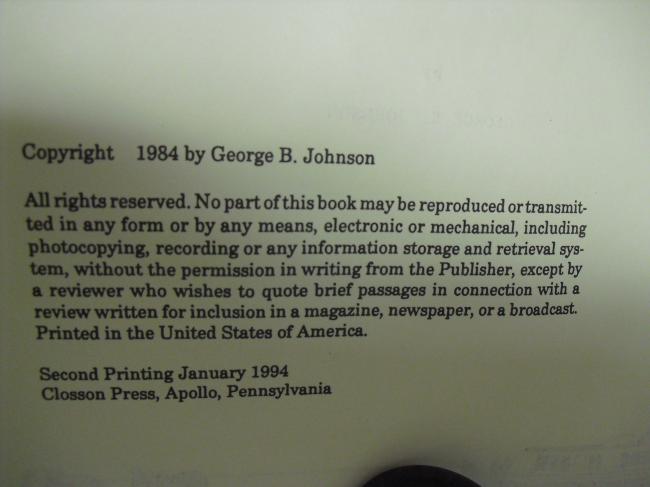 Copyright 1984 by George B. Johnson
All rights reserved. No part of this book may be reproduced or transmit-
ted in any form or by any means, electronic or mechanical, including
photocopying, recording or any information storage and retrieval sys-
tem, without the permission in writing from the Publisher, except by
a reviewer who wishes to quote brief passages in connection with a
review written for inclusion in a magazine, newspaper, or a broadcast.
Printed in the United States of America.
Second Printing January 1994
Closson Press, Apollo, Pennsylvania